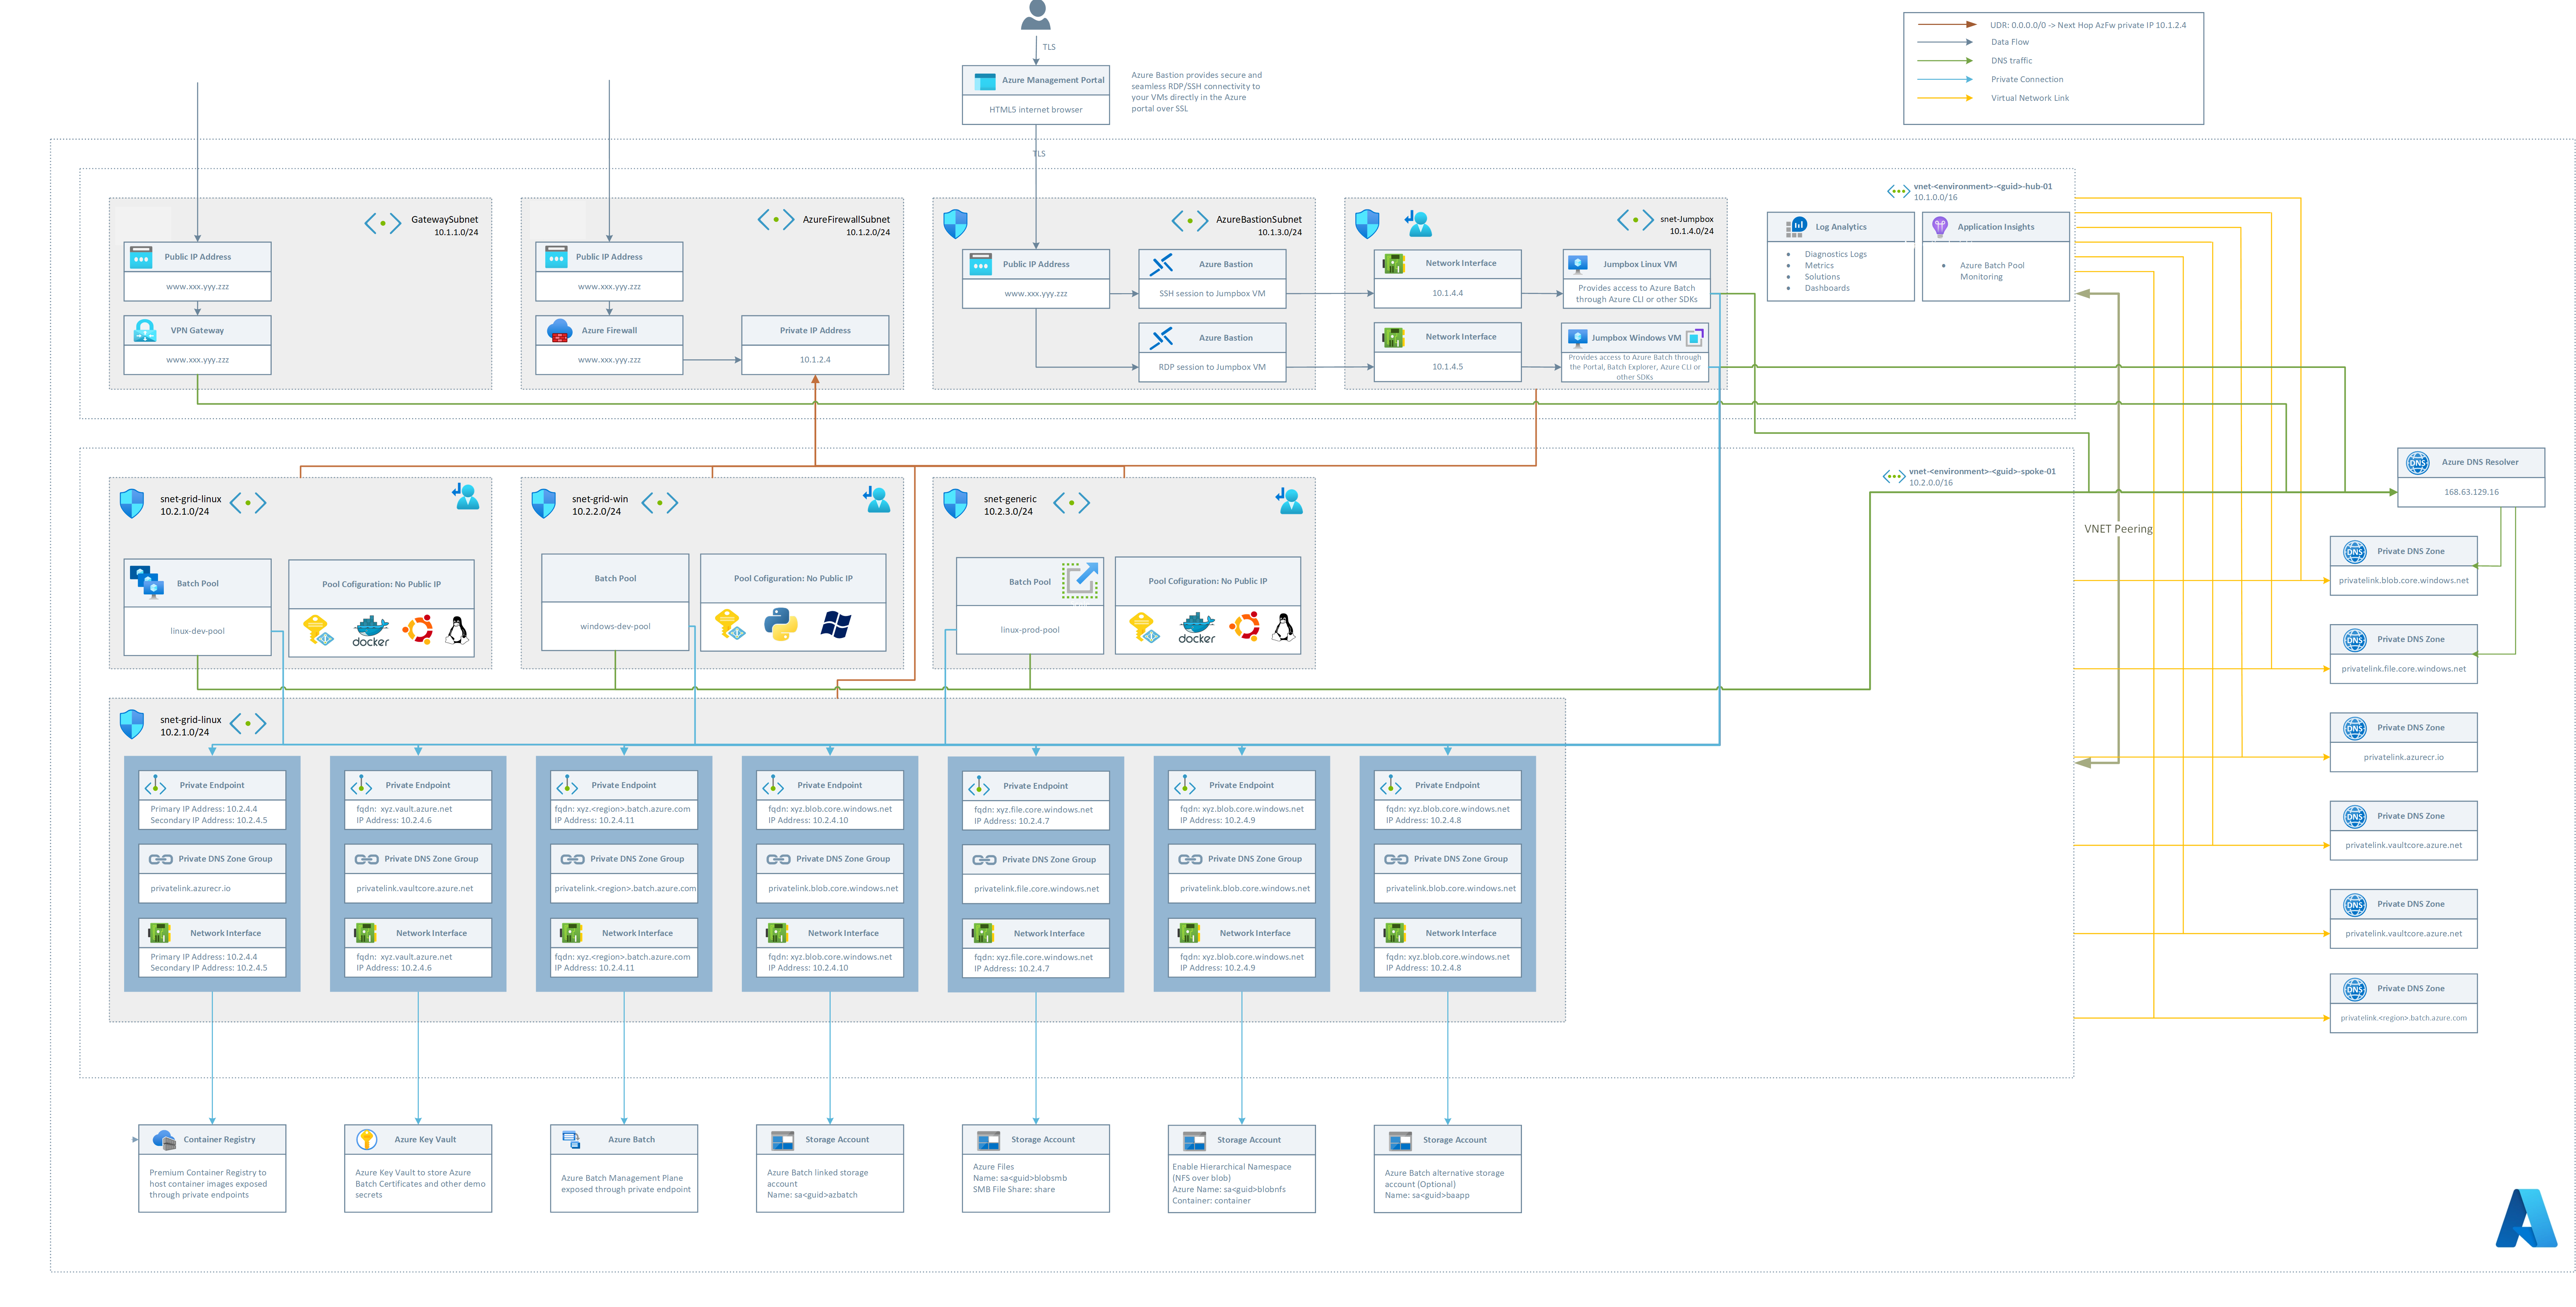 TLS
Azure Management Portal
HTML5 internet browser
Azure Bastion provides secure and
seamless RDP/SSH connectivity to
your VMs directly in the Azure
portal over SSL
UDR: 0.0.0.0/0 -> Next Hop AzFw private IP 10.1.2.4
Data Flow
DNS traffic
Private Connection
Virtual Network Link
TLS
vnet-<environment>-<guid>-hub-01
10.1.0.0/16
GatewaySubnet
10.1.1.0/24
Public IP Address
www.xxx.yyy.zzz
VPN Gateway
www.xxx.yyy.zzz
AzureFirewallSubnet
10.1.2.0/24
Public IP Address
www.xxx.yyy.zzz
Azure Firewall
www.xxx.yyy.zzz
Private IP Address
10.1.2.4
AzureBastionSubnet
10.1.3.0/24
Public IP Address
www.xxx.yyy.zzz
Azure Bastion
SSH session to Jumpbox VM
Azure Bastion
RDP session to Jumpbox VM
snet-Jumpbox
10.1.4.0/24
Network Interface
10.1.4.4
Jumpbox Linux VM
Provides access to Azure Batch
through Azure CLI or other SDKs
Network Interface
10.1.4.5
Jumpbox Windows VM
Provides access to Azure Batch through
the Portal, Batch Explorer, Azure CLI or
other SDKs
Log Analytics
• Diagnostics Logs
• Metrics
• Solutions
• Dashboards
Application Insights
• Azure Batch Pool
Monitoring
vnet-<environment>-<guid>-spoke-01
10.2.0.0/16
VNET Peering
Azure DNS Resolver
168.63.129.16
snet-grid-linux
10.2.1.0/24
Batch Pool
linux-dev-pool
Pool Cofiguration: No Public IP
docker
snet-grid-win
10.2.2.0/24
Batch Pool
windows-dev-pool
Pool Cofiguration: No Public IP
snet-generic
10.2.3.0/24
Batch Pool
linux-prod-pool
Pool Cofiguration: No Public IP
docker
Private DNS Zone
privatelink.blob.core.windows.net
Private DNS Zone
privatelink.file.core.windows.net
Private DNS Zone
privatelink.azurecr.io
Private DNS Zone
privatelink.vaultcore.azure.net
Private DNS Zone
privatelink.vaultcore.azure.net
Private DNS Zone
privatelink.<region>.batch.azure.com
snet-grid-linux
10.2.1.0/24
Private Endpoint
Primary IP Address: 10.2.4.4
Secondary IP Address: 10.2.4.5
Private DNS Zone Group
privatelink.azurecr.io
Network Interface
Primary IP Address: 10.2.4.4
Secondary IP Address: 10.2.4.5
Private Endpoint
fqdn: xyz.vault.azure.net
IP Address: 10.2.4.6
Private DNS Zone Group
privatelink.vaultcore.azure.net
Network Interface
fqdn: xyz.vault.azure.net
IP Address: 10.2.4.6
Private Endpoint
fqdn: xyz.<region>.batch.azure.com
IP Address: 10.2.4.11
Private DNS Zone Group
privatelink.<region>.batch.azure.com
Network Interface
fqdn: xyz.<region>.batch.azure.com
IP Address: 10.2.4.11
Private Endpoint
fqdn: xyz.blob.core.windows.net
IP Address: 10.2.4.10
Private DNS Zone Group
privatelink.blob.core.windows.net
Network Interface
fqdn: xyz.blob.core.windows.net
IP Address: 10.2.4.10
Private Endpoint
fqdn: xyz.file.core.windows.net
IP Address: 10.2.4.7
Private DNS Zone Group
privatelink.file.core.windows.net
Network Interface
fqdn: xyz.file.core.windows.net
IP Address: 10.2.4.7
Private Endpoint
fqdn: xyz.blob.core.windows.net
IP Address: 10.2.4.9
Private DNS Zone Group
privatelink.blob.core.windows.net
Network Interface
fqdn: xyz.blob.core.windows.net
IP Address: 10.2.4.9
Private Endpoint
fqdn: xyz.blob.core.windows.net
IP Address: 10.2.4.8
Private DNS Zone Group
privatelink.blob.core.windows.net
Network Interface
fqdn: xyz.blob.core.windows.net
IP Address: 10.2.4.8
Container Registry
Premium Container Registry to
host container images exposed
through private endpoints
Azure Key Vault
Azure Key Vault to store Azure
Batch Certificates and other demo
secrets
Azure Batch
Azure Batch Management Plane
exposed through private endpoint
Storage Account
Azure Batch linked storage
account
Name: sa<guid>azbatch
Storage Account
Azure Files
Name: sa<guid>blobsmb
SMB File Share: share
Storage Account
Enable Hierarchical Namespace
(NFS over blob)
Azure Name: sa<guid>blobnfs
Container: container
Storage Account
Azure Batch alternative storage
account (Optional)
Name: sa<guid>baapp
DNS
DNS
DNS
DNS
DNS
DNS
DNS